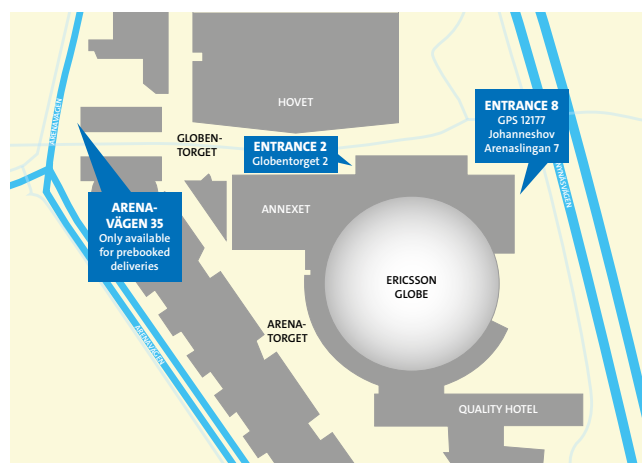 HOVET
ARENAVÄGEN
GLOBEN-
TORGET
ENTRANCE 2
Globentorget 2
ENTRANCE 8
GPS 12177
Johanneshov
Arenaslingan 7
NYNÄSVÄGEN
ARENA-
VÄGEN 35
Only available
for prebooked
deliveries
ANNEXET
ERICSSON
GLOBE
ARENA-
TORGET
ARENAVÄGEN
QUALITY HOTEL